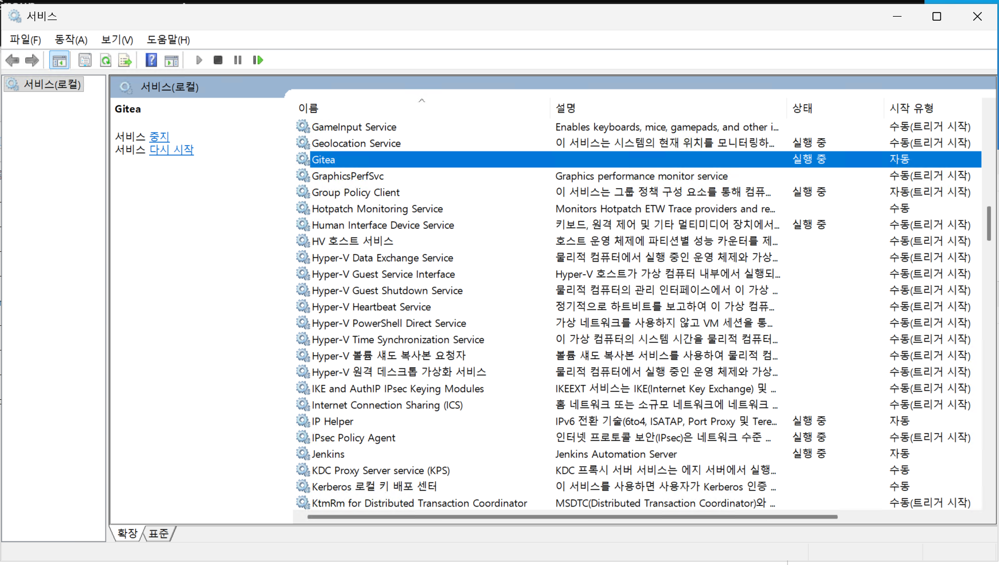 서비스
파일(F) 동작(A) 보기(V) 도움말(H)
서비스(로컬)
서비스(로컬)
Gitea
서비스 중지
서비스 다시 시작
이름 설명 상태 시작 유형
GameInput Service Enables keyboards, mice, gamepads, and other i... 수동(트리거 시작)
Geolocation Service 이 서비스는 시스템의 현재 위치를 모니터링하... 실행 중 수동(트리거 시작)
Gitea 실행 중 자동
GraphicsPerfSvc Graphics performance monitor service 수동(트리거 시작)
Group Policy Client 이 서비스는 그룹 정책 구성 요소를 통해 컴퓨... 실행 중 자동(트리거 시작)
Hotpatch Monitoring Service Monitors Hotpatch ETW Trace providers and re... 수동
Human Interface Device Service 키보드, 원격 제어 및 기타 멀티미디어 장치에서... 실행 중 수동(트리거 시작)
HV 호스트 서비스 호스트 운영 체제에 파티션별 성능 카운터를 제... 수동(트리거 시작)
Hyper-V Data Exchange Service 물리적 컴퓨터에서 실행 중인 운영 체제와 가상... 수동(트리거 시작)
Hyper-V Guest Service Interface Hyper-V 호스트가 가상 컴퓨터 내부에서 실행되... 수동(트리거 시작)
Hyper-V Guest Shutdown Service 물리적 컴퓨터의 관리 인터페이스에서 이 가상 ... 수동(트리거 시작)
Hyper-V Heartbeat Service 정기적으로 하트비트를 보고하여 이 가상 컴퓨... 수동(트리거 시작)
Hyper-V PowerShell Direct Service 가상 네트워크를 사용하지 않고 VM 세션을 통... 수동(트리거 시작)
Hyper-V Time Synchronization Service 이 가상 컴퓨터의 시스템 시간을 물리적 컴퓨터... 수동(트리거 시작)
Hyper-V 볼륨 섀도 복사본 요청자 볼륨 섀도 복사본 서비스를 사용하여 물리적 컴... 수동(트리거 시작)
Hyper-V 원격 데스크톱 가상화 서비스 물리적 컴퓨터에서 실행 중인 운영 체제와 가상... 수동(트리거 시작)
IKE and AuthIP IPsec Keying Modules IKEEXT 서비스는 IKE(Internet Key Exchange) 및 ... 수동(트리거 시작)
Internet Connection Sharing (ICS) 홈 네트워크 또는 소규모 네트워크에 네트워크 ... 수동(트리거 시작)
IP Helper IPv6 전환 기술(6to4, ISATAP, Port Proxy 및 Tere... 실행 중 자동
IPsec Policy Agent 인터넷 프로토콜 보안(IPsec)은 네트워크 수준 ... 실행 중 수동(트리거 시작)
Jenkins Jenkins Automation Server 실행 중 자동
KDC Proxy Server service (KPS) KDC 프록시 서버 서비스는 에지 서버에서 실행... 수동
Kerberos 로컬 키 배포 센터 이 서비스를 사용하면 사용자가 Kerberos 인증 ... 수동
KtmRm for Distributed Transaction Coordinator MSDTC(Distributed Transaction Coordinator)와 ... 수동(트리거 시작)
확장 표준